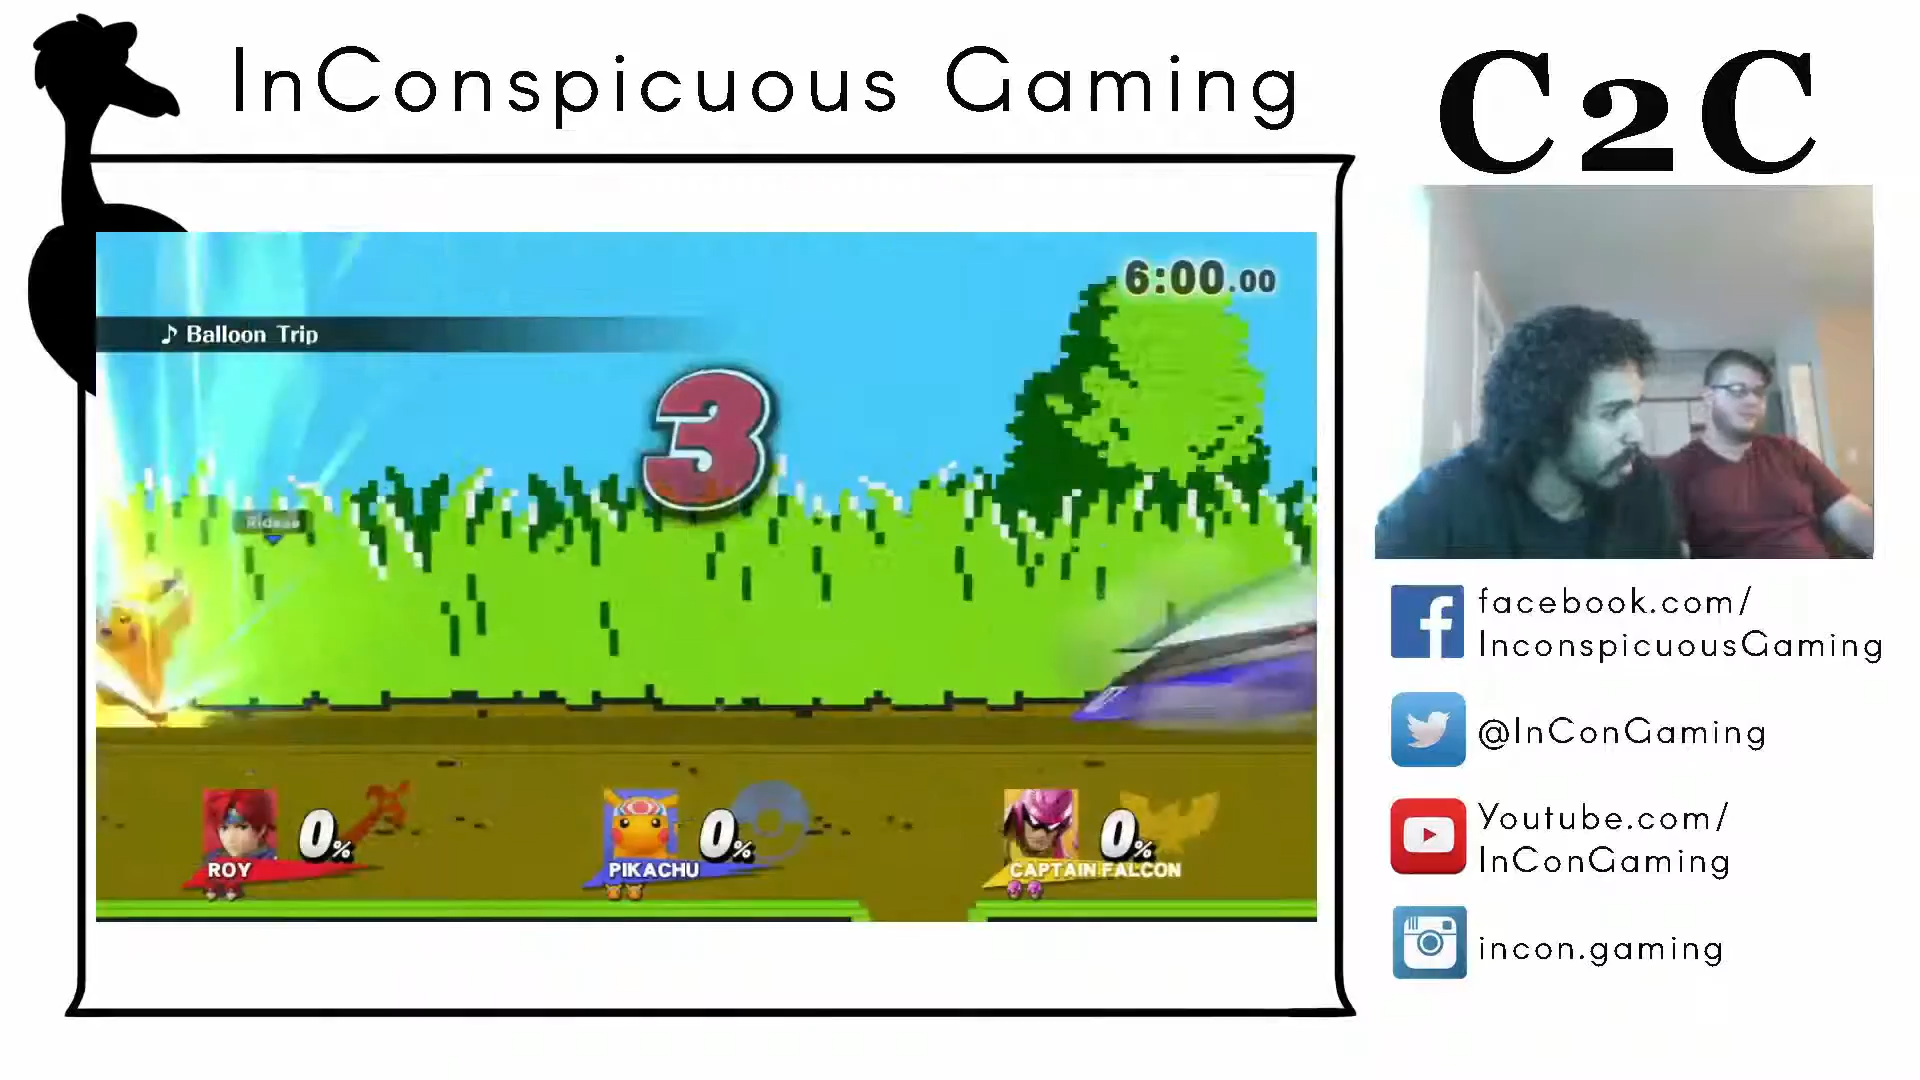 InConspicuous Gaming
C2C
6:00.00
♪ Balloon Trip
3
ROY
0%
PIKACHU
0%
CAPTAIN FALCON
0%
facebook.com/
InconspicuousGaming
@InConGaming
Youtube.com/
InConGaming
incon.gaming